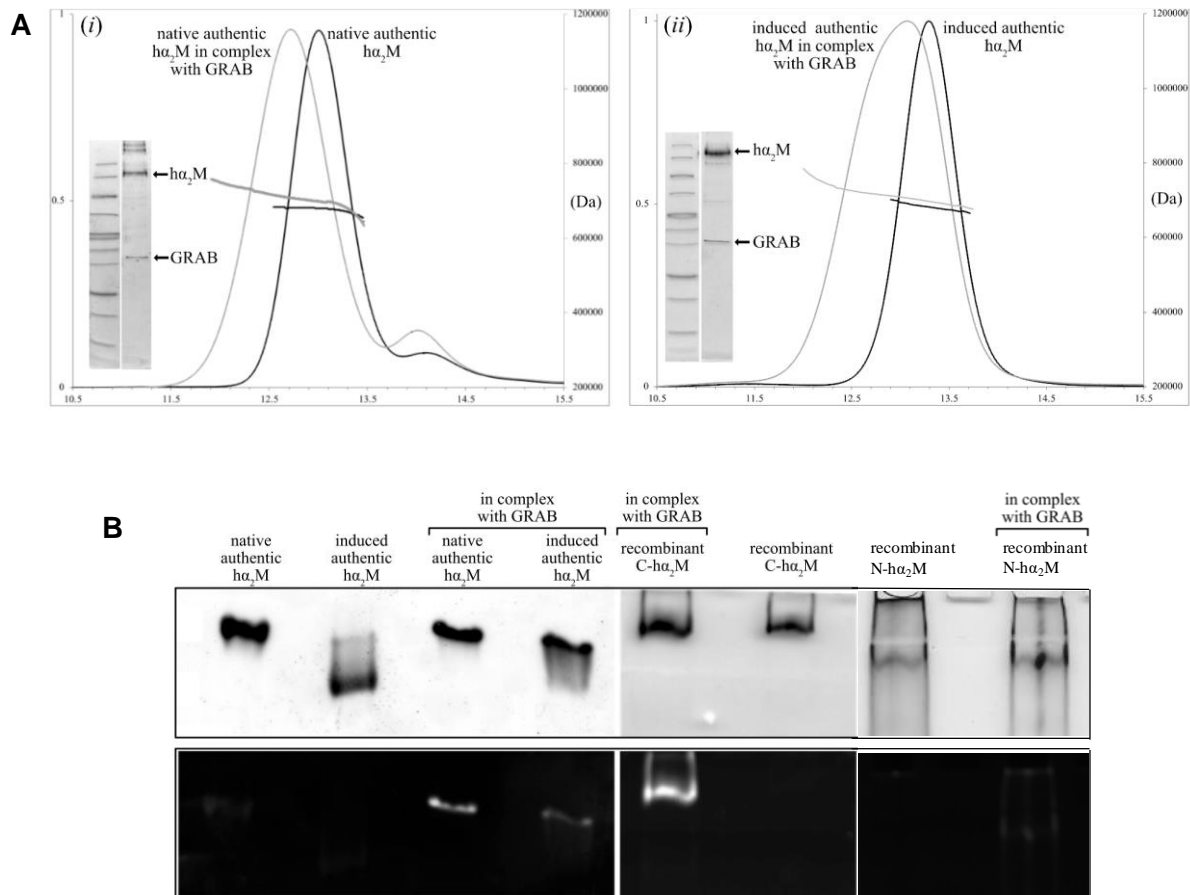 A
(i)
native authentic
hα₂M in complex
with GRAB
native authentic
hα₂M
1
0.5
0
hα₂M
GRAB
1200000
1000000
800000
(Da)
600000
400000
200000
10.5 11.5 12.5 13.5 14.5 15.5
(ii)
induced authentic
hα₂M in complex
with GRAB
induced authentic
hα₂M
1
0.5
0
hα₂M
GRAB
1200000
1000000
800000
(Da)
600000
400000
200000
10.5 11.5 12.5 13.5 14.5 15.5
B
native
authentic
hα₂M
induced
authentic
hα₂M
in complex
with GRAB
native
authentic
hα₂M
induced
authentic
hα₂M
in complex
with GRAB
recombinant
C-hα₂M
recombinant
C-hα₂M
recombinant
N-hα₂M
in complex
with GRAB
recombinant
N-hα₂M